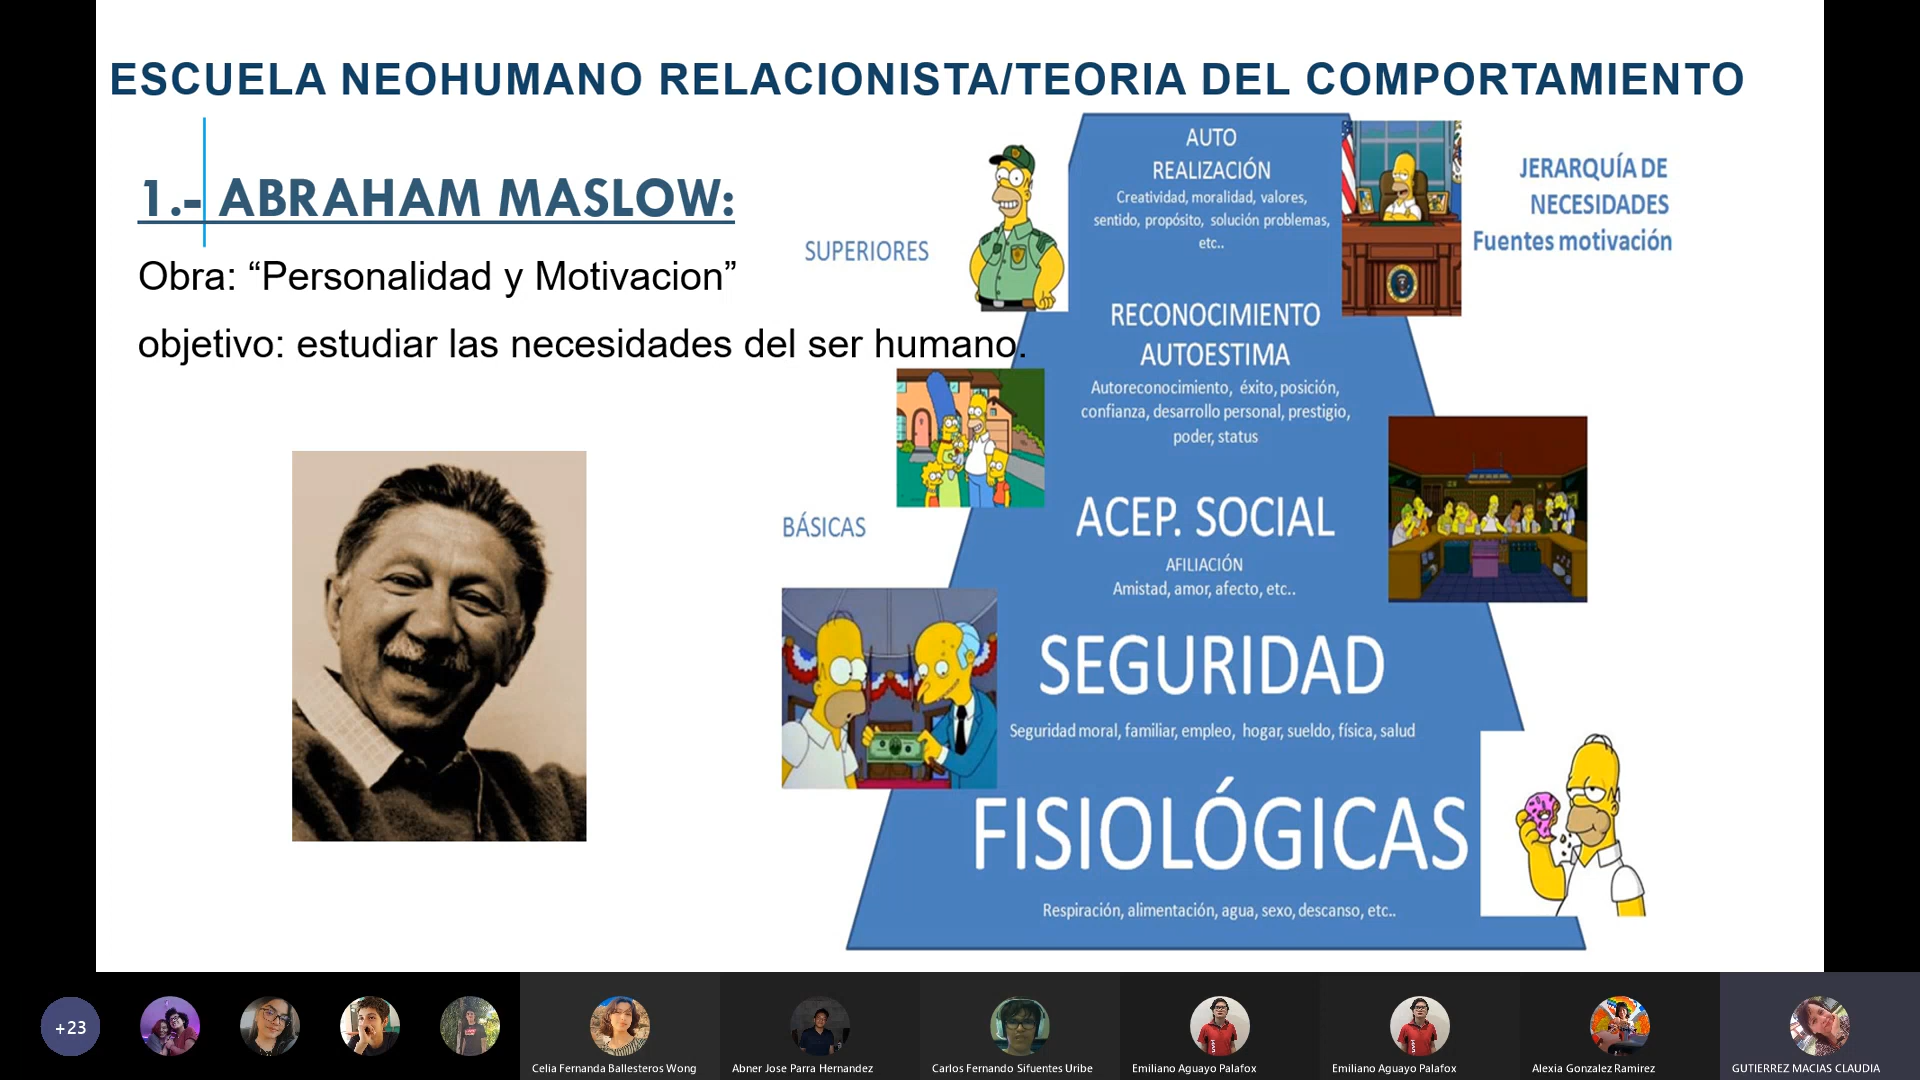 ESCUELA NEOHUMANO RELACIONISTA/TEORIA DEL COMPORTAMIENTO
1.- ABRAHAM MASLOW:
Obra: “Personalidad y Motivacion”
objetivo: estudiar las necesidades del ser humano.
SUPERIORES
BÁSICAS
AUTO
REALIZACIÓN
Creatividad, moralidad, valores,
sentido, propósito, solución problemas,
etc..
JERARQUÍA DE
NECESIDADES
Fuentes motivación
RECONOCIMIENTO
AUTOESTIMA
Autoreconocimiento, éxito, posición,
confianza, desarrollo personal, prestigio,
poder, status
ACEP. SOCIAL
AFILIACIÓN
Amistad, amor, afecto, etc..
SEGURIDAD
Seguridad moral, familiar, empleo, hogar, sueldo, física, salud
FISIOLÓGICAS
Respiración, alimentación, agua, sexo, descanso, etc..
+23
Celia Fernanda Ballesteros Wong
Abner Jose Parra Hernandez
Carlos Fernando Sifuentes Uribe
Emiliano Aguayo Palafox
Emiliano Aguayo Palafox
Alexia Gonzalez Ramirez
GUTIERREZ MACIAS CLAUDIA